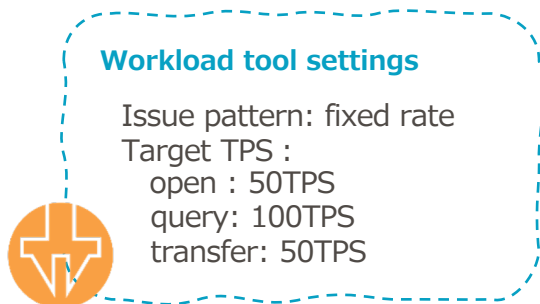 Workload tool settings
Issue pattern: fixed rate
Target TPS :
open : 50TPS
query: 100TPS
transfer: 50TPS